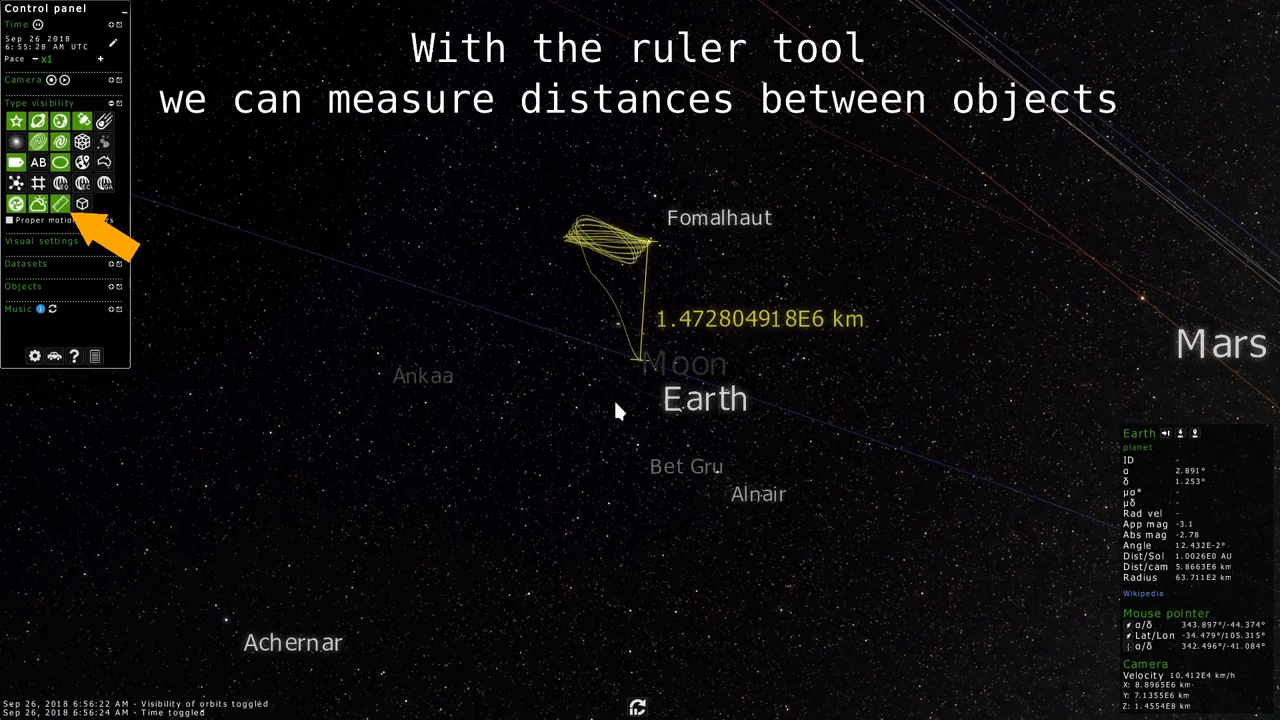 Control panel
Time
Sep 26 2018
6:55:28 AM UTC
Pace x1
Camera
Type visibility
AB
Proper motion
Visual settings
Datasets
Objects
Music
With the ruler tool
we can measure distances between objects
Fomalhaut
1.472804918E6 km
Moon
Earth
Ankaa
Mars
Bet Gru
Alnair
Achernar
Earth
planet
ID -
α 2.891°
δ 1.253°
μα* -
μδ -
Rad vel -
App mag -3.1
Abs mag -2.78
Angle 12.432E-2°
Dist/Sol 1.0026E0 AU
Dist/cam 5.8663E6 km
Radius 63.711E2 km
Wikipedia
Mouse pointer
α/δ 343.897°/-44.374°
Lat/Lon -34.479°/105.315°
α/δ 342.496°/-41.084°
Camera
Velocity 10.412E4 km/h
X: 8.8965E6 km
Y: 7.1355E6 km
Z: 1.4554E8 km
Sep 26, 2018 6:56:22 AM - Visibility of orbits toggled
Sep 26, 2018 6:56:24 AM - Time toggled